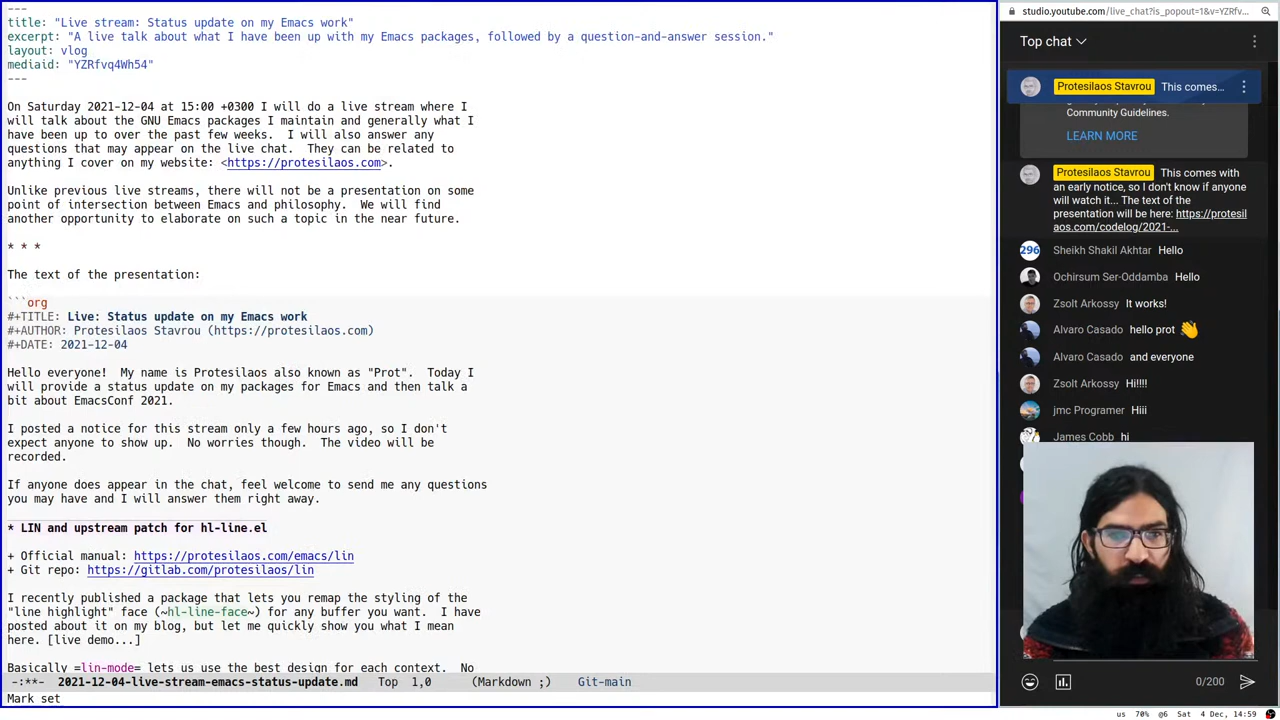 ---
title: "Live stream: Status update on my Emacs work"
excerpt: "A live talk about what I have been up with my Emacs packages, followed by a question-and-answer session."
layout: vlog
mediaid: "YZRfvq4Wh54"
---
On Saturday 2021-12-04 at 15:00 +0300 I will do a live stream where I
will talk about the GNU Emacs packages I maintain and generally what I
have been up to over the past few weeks.  I will also answer any
questions that may appear on the live chat.  They can be related to
anything I cover on my website: <https://protesilaos.com>.
Unlike previous live streams, there will not be a presentation on some
point of intersection between Emacs and philosophy.  We will find
another opportunity to elaborate on such a topic in the near future.
* * *
The text of the presentation:
```org
#+TITLE: Live: Status update on my Emacs work
#+AUTHOR: Protesilaos Stavrou (https://protesilaos.com)
#+DATE: 2021-12-04
Hello everyone!  My name is Protesilaos also known as "Prot".  Today I
will provide a status update on my packages for Emacs and then talk a
bit about EmacsConf 2021.
I posted a notice for this stream only a few hours ago, so I don't
expect anyone to show up.  No worries though.  The video will be
recorded.
If anyone does appear in the chat, feel welcome to send me any questions
you may have and I will answer them right away.
* LIN and upstream patch for hl-line.el
+ Official manual: https://protesilaos.com/emacs/lin
+ Git repo: https://gitlab.com/protesilaos/lin
I recently published a package that lets you remap the styling of the
"line highlight" face (~hl-line-face~) for any buffer you want.  I have
posted about it on my blog, but let me quickly show you what I mean
here. [live demo...]
Basically =lin-mode= lets us use the best design for each context.  No
-:**-  2021-12-04-live-stream-emacs-status-update.md   Top  1,0      (Markdown ;)    Git-main
Mark set
studio.youtube.com/live_chat?is_popout=1&v=YZRfv...
Top chat
Protesilaos Stavrou This comes...
Community Guidelines.
LEARN MORE
Protesilaos Stavrou This comes with
an early notice, so I don't know if anyone
will watch it... The text of the
presentation will be here: https://protesil
aos.com/codelog/2021-...
296 Sheikh Shakil Akhtar Hello
Ochirsum Ser-Oddamba Hello
Zsolt Arkossy It works!
Alvaro Casado hello prot 👋
Alvaro Casado and everyone
Zsolt Arkossy Hi!!!!
jmc Programer Hiii
James Cobb hi
0/200
us 70% @6 Sat 4 Dec, 14:59